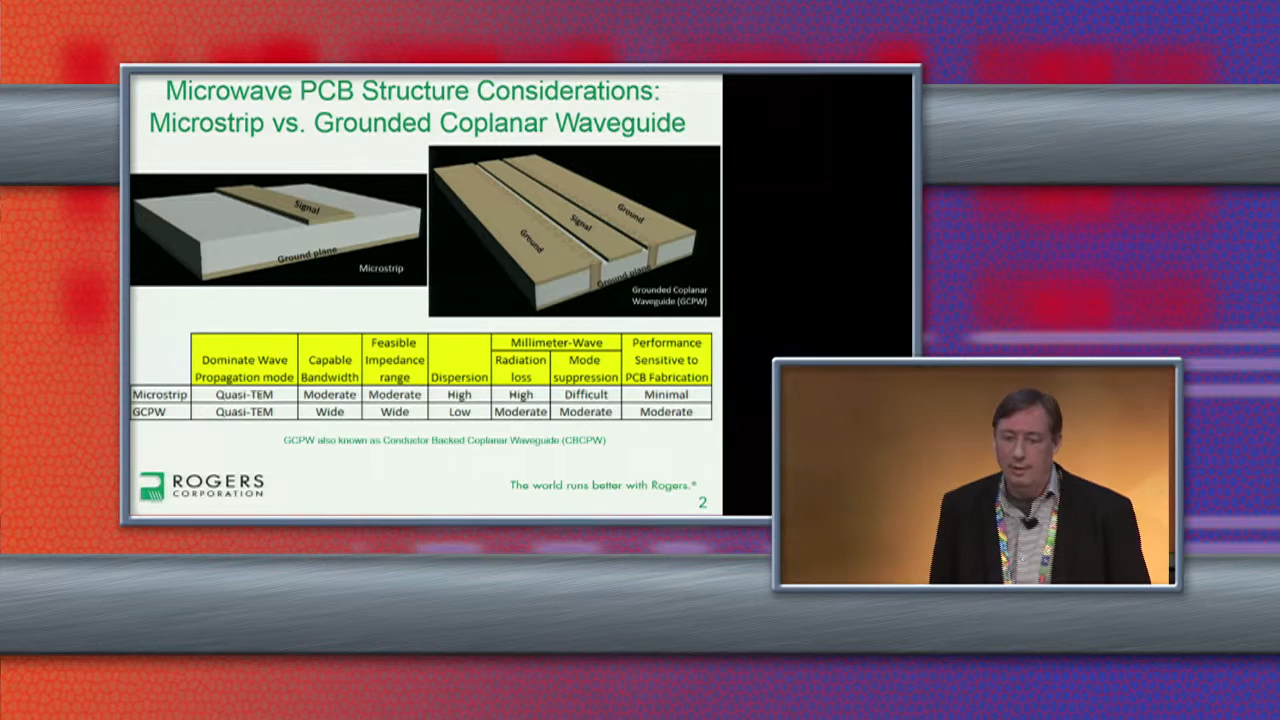 Microwave PCB Structure Considerations:
Microstrip vs. Grounded Coplanar Waveguide
Signal
Ground plane
Microstrip
Ground
Signal
Ground
Ground plane
Grounded Coplanar
Waveguide (GCPW)
Dominate Wave Propagation mode
Capable Bandwidth
Feasible Impedance range
Dispersion
Millimeter-Wave
Radiation loss
Mode suppression
Performance Sensitive to PCB Fabrication
Microstrip Quasi-TEM Moderate Moderate High High Difficult Minimal
GCPW Quasi-TEM Wide Wide Low Moderate Moderate Moderate
GCPW also known as Conductor Backed Coplanar Waveguide (CBCPW)
ROGERS
CORPORATION
The world runs better with Rogers.®
2